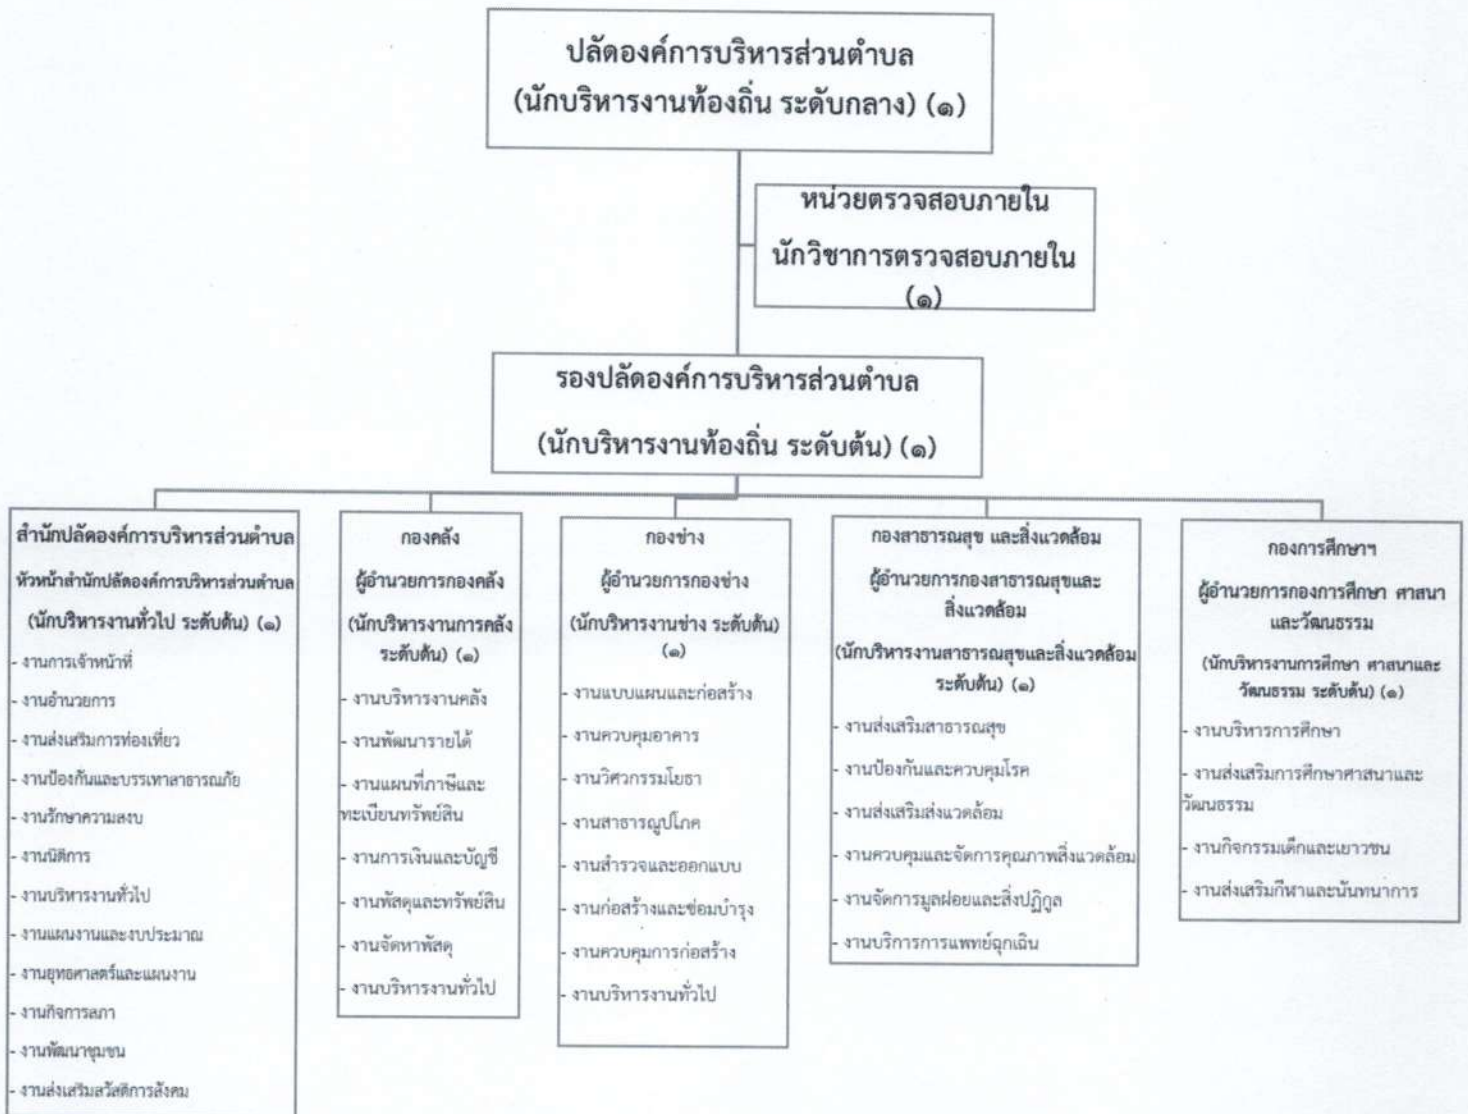 ปลัดองค์การบริหารส่วนตำบล
(นักบริหารงานท้องถิ่น ระดับกลาง) (๑)
หน่วยตรวจสอบภายใน
นักวิชาการตรวจสอบภายใน
(๑)
รองปลัดองค์การบริหารส่วนตำบล
(นักบริหารงานท้องถิ่น ระดับต้น) (๑)
สำนักปลัดองค์การบริหารส่วนตำบล
หัวหน้าสำนักปลัดองค์การบริหารส่วนตำบล
(นักบริหารงานทั่วไป ระดับต้น) (๑)
- งานการเจ้าหน้าที่
- งานอำนวยการ
- งานส่งเสริมการท่องเที่ยว
- งานป้องกันและบรรเทาสาธารณภัย
- งานรักษาความสงบ
- งานนิติการ
- งานบริหารงานทั่วไป
- งานแผนงานและงบประมาณ
- งานยุทธศาสตร์และแผนงาน
- งานกิจการสภา
- งานพัฒนาชุมชน
- งานส่งเสริมสวัสดิการสังคม
กองคลัง
ผู้อำนวยการกองคลัง
(นักบริหารงานการคลัง
ระดับต้น) (๑)
- งานบริหารงานคลัง
- งานพัฒนารายได้
- งานแผนที่ภาษีและ
ทะเบียนทรัพย์สิน
- งานการเงินและบัญชี
- งานพัสดุและทรัพย์สิน
- งานจัดหาพัสดุ
- งานบริหารงานทั่วไป
กองช่าง
ผู้อำนวยการกองช่าง
(นักบริหารงานช่าง ระดับต้น)
(๑)
- งานแบบแผนและก่อสร้าง
- งานควบคุมอาคาร
- งานวิศวกรรมโยธา
- งานสาธารณูปโภค
- งานสำรวจและออกแบบ
- งานก่อสร้างและซ่อมบำรุง
- งานควบคุมการก่อสร้าง
- งานบริหารงานทั่วไป
กองสาธารณสุข และสิ่งแวดล้อม
ผู้อำนวยการกองสาธารณสุขและ
สิ่งแวดล้อม
(นักบริหารงานสาธารณสุขและสิ่งแวดล้อม
ระดับต้น) (๑)
- งานส่งเสริมสาธารณสุข
- งานป้องกันและควบคุมโรค
- งานส่งเสริมส่งแวดล้อม
- งานควบคุมและจัดการคุณภาพสิ่งแวดล้อม
- งานจัดการมูลฝอยและสิ่งปฏิกูล
- งานบริการการแพทย์ฉุกเฉิน
กองการศึกษาฯ
ผู้อำนวยการกองการศึกษา ศาสนา
และวัฒนธรรม
(นักบริหารงานการศึกษา ศาสนาและ
วัฒนธรรม ระดับต้น) (๑)
- งานบริหารการศึกษา
- งานส่งเสริมการศึกษาศาสนาและ
วัฒนธรรม
- งานกิจกรรมเด็กและเยาวชน
- งานส่งเสริมกีฬาและนันทนาการ